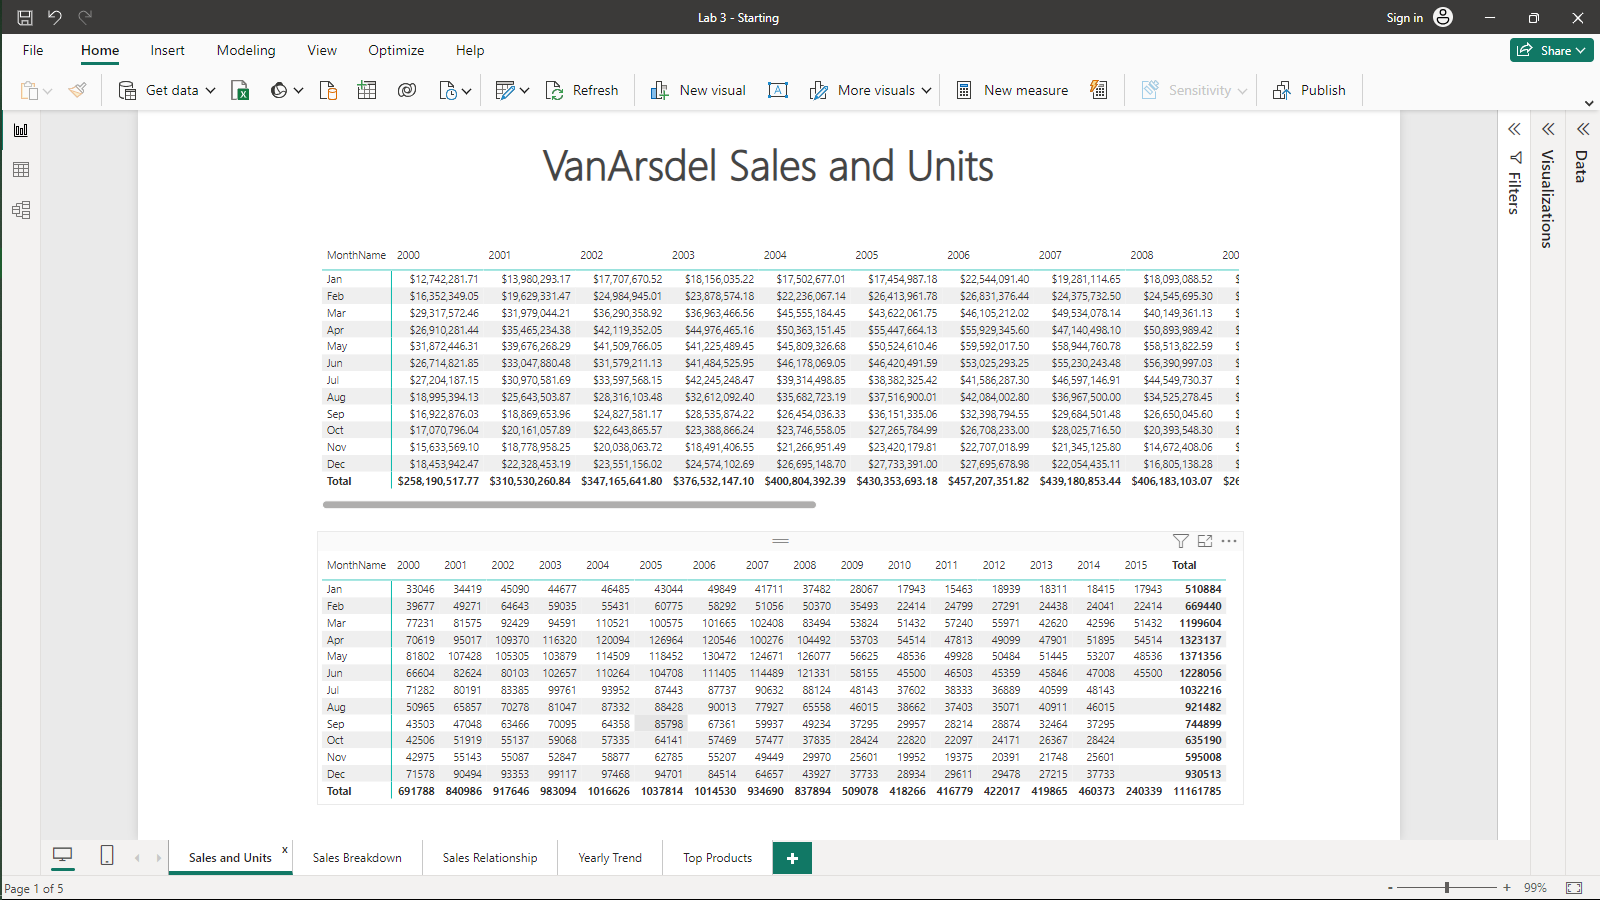 Lab 3 - Starting
Sign in
File Home Insert Modeling View Optimize Help
Share
Get data Refresh New visual More visuals New measure Sensitivity Publish
VanArsdel Sales and Units
Filters
Visualizations
Data
MonthName 2000 2001 2002 2003 2004 2005 2006 2007 2008 200
Jan $12,742,281.71 $13,980,293.17 $17,707,670.52 $18,156,035.22 $17,502,677.01 $17,454,987.18 $22,544,091.40 $19,281,114.65 $18,093,088.52 $
Feb $16,352,349.05 $19,629,331.47 $24,984,945.01 $23,878,574.18 $22,236,067.14 $26,413,961.78 $26,831,376.44 $24,375,732.50 $24,545,695.30 $
Mar $29,317,572.46 $31,979,044.21 $36,290,358.92 $36,963,466.56 $45,555,184.45 $43,622,061.75 $46,105,212.02 $49,534,078.14 $40,149,361.13 $
Apr $26,910,281.44 $35,465,234.38 $42,119,352.05 $44,976,465.16 $50,363,151.45 $55,447,664.13 $55,929,345.60 $47,140,498.10 $50,893,989.42 $
May $31,872,446.31 $39,676,268.29 $41,509,766.05 $41,225,489.45 $45,809,326.68 $50,524,610.46 $59,592,017.50 $58,944,760.78 $58,513,822.59 $
Jun $26,714,821.85 $33,047,880.48 $31,579,211.13 $41,484,525.95 $46,178,069.05 $46,420,491.59 $53,025,293.25 $55,230,243.48 $56,390,997.03 $
Jul $27,204,187.15 $30,970,581.69 $33,597,568.15 $42,245,248.47 $39,314,498.85 $38,382,325.42 $41,586,287.30 $46,597,146.91 $44,549,730.37 $
Aug $18,995,394.13 $25,643,503.87 $28,316,103.48 $32,612,092.40 $35,682,723.19 $37,516,900.01 $42,084,002.80 $36,967,500.00 $34,525,278.45 $
Sep $16,922,876.03 $18,869,653.96 $24,827,581.17 $28,535,874.22 $26,454,036.33 $36,151,335.06 $32,398,794.55 $29,684,501.48 $26,650,045.60 $
Oct $17,070,796.04 $20,161,057.89 $22,643,865.57 $23,388,866.24 $23,746,558.05 $27,265,784.99 $26,708,233.00 $28,025,716.50 $20,393,548.30 $
Nov $15,633,569.10 $18,778,958.25 $20,038,063.72 $18,491,406.55 $21,266,951.49 $23,420,179.81 $22,707,018.99 $21,345,125.80 $14,672,408.06 $
Dec $18,453,942.47 $22,328,453.19 $23,551,156.02 $24,574,102.69 $26,695,148.70 $27,733,391.00 $27,695,678.98 $22,054,435.11 $16,805,138.28 $
Total $258,190,517.77 $310,530,260.84 $347,165,641.80 $376,532,147.10 $400,804,392.39 $430,353,693.18 $457,207,351.82 $439,180,853.44 $406,183,103.07 $26
MonthName 2000 2001 2002 2003 2004 2005 2006 2007 2008 2009 2010 2011 2012 2013 2014 2015 Total
Jan 33046 34419 45090 44677 46485 43044 49849 41711 37482 28067 17943 15463 18939 18311 18415 17943 510884
Feb 39677 49271 64643 59035 55431 60775 58292 51056 50370 35493 22414 24799 27291 24438 24041 22414 669440
Mar 77231 81575 92429 94591 110521 100575 101665 102408 83494 53824 51432 57240 55971 42620 42596 51432 1199604
Apr 70619 95017 109370 116320 120094 126964 120546 100276 104492 53703 54514 47813 49099 47901 51895 54514 1323137
May 81802 107428 105305 103879 114509 118452 130472 124671 126077 56625 48536 49928 50484 51445 53207 48536 1371356
Jun 66604 82624 80103 102657 110264 104708 111405 114489 121331 58155 45500 46503 45359 45846 47008 45500 1228056
Jul 71282 80191 83385 99761 93952 87443 87737 90632 88124 48143 37602 38333 36889 40599 48143 1032216
Aug 50965 65857 70278 81047 87332 88428 90013 77927 65558 46015 38662 37403 35071 40911 46015 921482
Sep 43503 47048 63466 70095 64358 85798 67361 59937 49234 37295 29957 28214 28874 32464 37295 744899
Oct 42506 51919 55137 59068 57335 64141 57469 57477 37835 28424 22820 22097 24171 26367 28424 635190
Nov 42975 55143 55087 52847 58877 62785 55207 49449 29970 25601 19952 19375 20391 21748 25601 595008
Dec 71578 90494 93353 99117 97468 94701 84514 64657 43927 37733 28934 29611 29478 27215 37733 930513
Total 691788 840986 917646 983094 1016626 1037814 1014530 934690 837894 509078 418266 416779 422017 419865 460373 240339 11161785
Sales and Units x Sales Breakdown Sales Relationship Yearly Trend Top Products +
Page 1 of 5
- + 99%